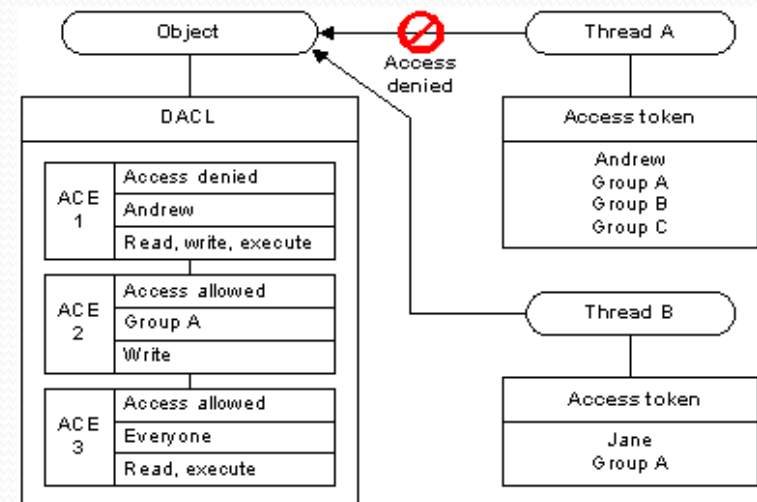 Object
Thread A
Access
denied
DACL
Access token
ACE
1
Access denied
Andrew
Read, write, execute
Andrew
Group A
Group B
Group C
ACE
2
Access allowed
Group A
Write
Thread B
ACE
3
Access allowed
Everyone
Read, execute
Access token
Jane
Group A